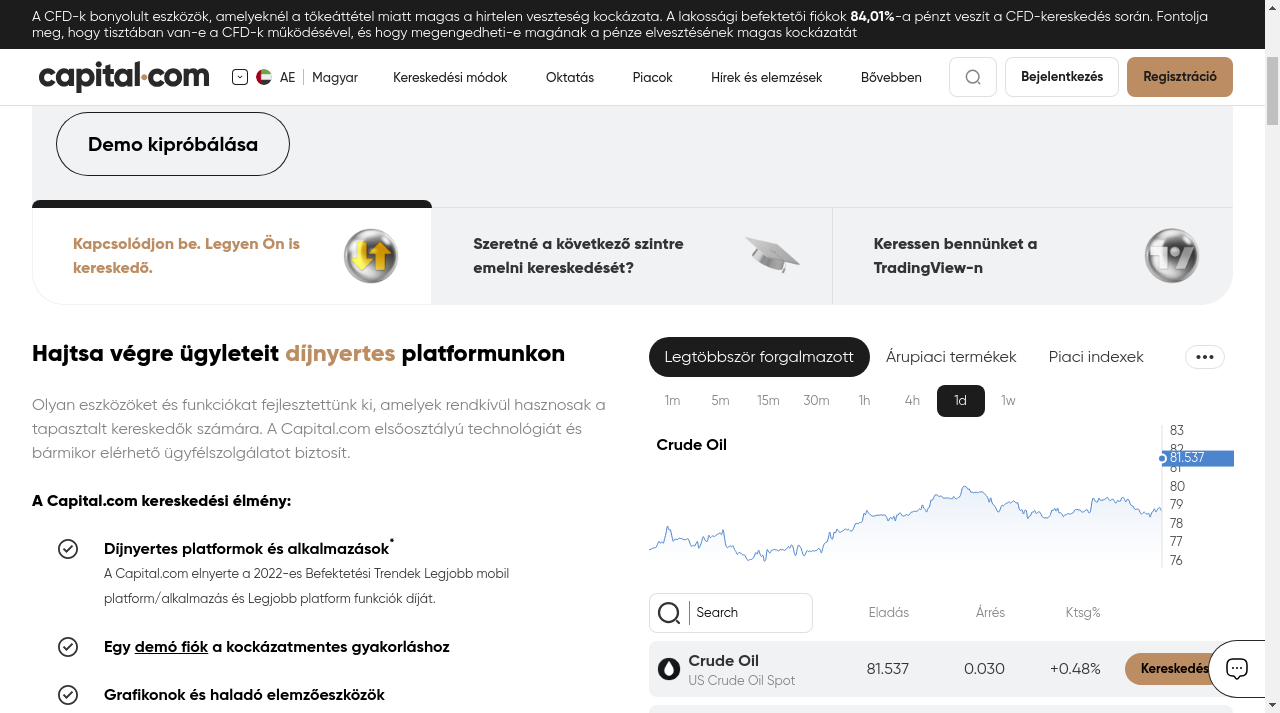 A CFD-k bonyolult eszközök, amelyeknél a tőkeáttétel miatt magas a hirtelen veszteség kockázata. A lakossági befektetői fiókok 84,01%-a pénzt veszít a CFD-kereskedés során. Fontolja
meg, hogy tisztában van-e a CFD-k működésével, és hogy megengedheti-e magának a pénze elvesztésének magas kockázatát
capital.com
AE
Magyar
Kereskedési módok
Oktatás
Piacok
Hírek és elemzések
Bővebben
Bejelentkezés
Regisztráció
Demo kipróbálása
Kapcsolódjon be. Legyen Ön is
kereskedő.
Szeretné a következő szintre
emelni kereskedését?
Keressen bennünket a
TradingView-n
Hajtsa végre ügyleteit díjnyertes platformunkon
Olyan eszközöket és funkciókat fejlesztettünk ki, amelyek rendkívül hasznosak a
tapasztalt kereskedők számára. A Capital.com elsőosztályú technológiát és
bármikor elérhető ügyfélszolgálatot biztosít.
A Capital.com kereskedési élmény:
Díjnyertes platformok és alkalmazások*
A Capital.com elnyerte a 2022-es Befektetési Trendek Legjobb mobil
platform/alkalmazás és Legjobb platform funkciók díját.
Egy demó fiók a kockázatmentes gyakorláshoz
Grafikonok és haladó elemzőeszközök
Legtöbbször forgalmazott
Árupiaci termékek
Piaci indexek
1m
5m
15m
30m
1h
4h
1d
1w
Crude Oil
83
82
81.537
81
80
79
78
77
76
Search
Eladás
Árrés
Ktsg%
Crude Oil
US Crude Oil Spot
81.537
0.030
+0.48%
Kereskedés